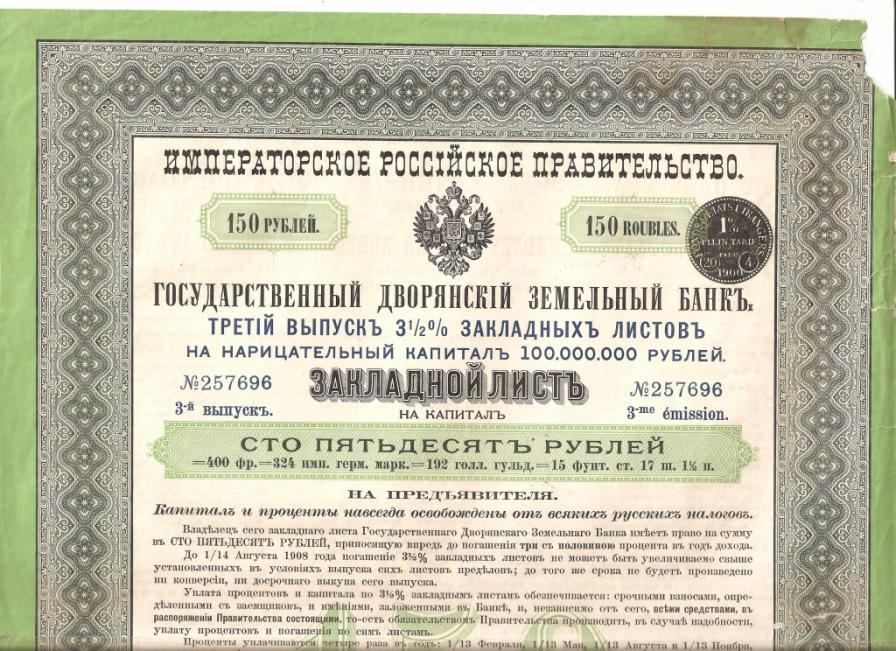 ИМПЕРАТОРСКОЕ РОССІЙСКОЕ ПРАВИТЕЛЬСТВО.
150 РУБЛЕЙ.
150 ROUBLES.
1%
1900
ГОСУДАРСТВЕННЫЙ ДВОРЯНСКІЙ ЗЕМЕЛЬНЫЙ БАНКЪ.
ТРЕТІЙ ВЫПУСКЪ 3½% ЗАКЛАДНЫХЪ ЛИСТОВЪ
НА НАРИЦАТЕЛЬНЫЙ КАПИТАЛЪ 100.000.000 РУБЛЕЙ.
№257696
ЗАКЛАДНОЙ ЛИСТЪ
№257696
3-й выпускъ.
НА КАПИТАЛЪ
3-me émission.
СТО ПЯТЬДЕСЯТЪ РУБЛЕЙ
=400 фр.=324 имп. герм. марк.=192 голл. гульд.=15 фунт. ст. 17 ш. п.
НА ПРЕДЪЯВИТЕЛЯ.
Капиталъ и проценты навсегда освобождены отъ всякихъ русскихъ налоговъ.
Владѣлецъ сего закладнаго листа Государственнаго Дворянскаго Земельнаго Банка имѣетъ право на сумму
въ СТО ПЯТЬДЕСЯТЪ РУБЛЕЙ, приносящую впредь до погашенія три съ половиною процента въ годъ дохода.
До 1/14 Августа 1908 года погашеніе 3½% закладныхъ листовъ не можетъ быть увеличиваемо свыше
установленныхъ въ условіяхъ выпуска сихъ листовъ предѣловъ; до того же срока не будетъ произведено
ни конверсіи, ни досрочнаго выкупа сего выпуска.
Уплата процентовъ и капитала по 3½% закладнымъ листамъ обезпечивается: срочными взносами, опре-
дѣленными съ заемщиковъ, и имѣніями, заложенными въ Банкѣ, и, независимо отъ сего, всѣми средствами, въ
распоряженіи Правительства состоящими, то-есть обязательствомъ Правительства производить, въ случаѣ надобности,
уплату процентовъ и погашенія по симъ листамъ.
Проценты уплачиваются четыре раза въ годъ: 1/13 Февраля, 1/13 Мая, 1/13 Августа и 1/13 Ноября,